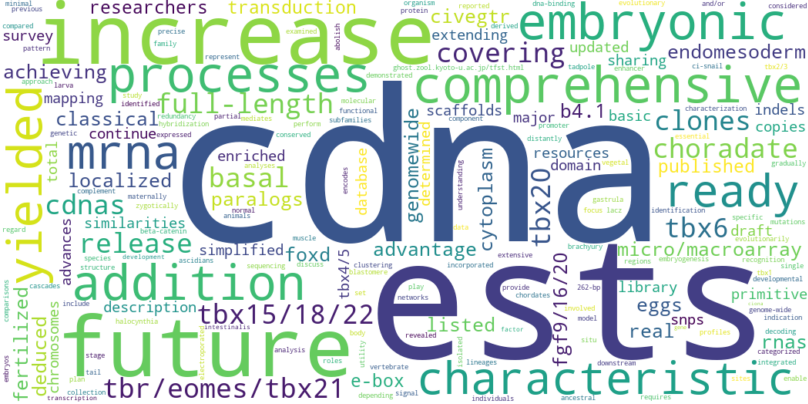 researchers transduction
increase
civegtr
embryonic
survey
extending
updated
covering
sharing
endomesoderm
achieving
processes
comprehensive
mapping
full-length
scaffolds
major
b4.1
basic
indels
classical
continue
enriched
mrna
cdna
clones
copies
resources
choradate
domain
published
localized
basal
database
determined
genomewide
cytoplasm
tbx20
ready
yielded
total
cdnas
paralogs
similarities
tbx6
draft
release
simplified
foxd
advantage
micro/macroarray
advances
addition
description
tbx4/5
ests
library
primitive
tbx15/18/22
listed
fgf9/16/20
eggs
snps
real
rnas
fertilized
deduced
chromosomes
future
tbr/eomes/tbx21
e-box
characteristic
ghost.zool.kyoto-u.ac.jp/tfst.html
ci-snail
tbx2/3
dna-binding
and/or
considered
evolutionary
organism
protein
reported
derived
tadpole
enhancer
demonstrated
molecular
functional
subfamilies
perform
conserved
mediates
hybridization
redundancy
identified
partial
expressed
genetic
complement
maternally
zygotically
beta-catenin
encodes
normal
animals
muscle
ascidians
species
structure
development
sequencing
discuss
clustering
incorporated
extensive
blastomere
networks
play
provide
chordates
revealed
factor
isolated
lineages
vertebrate
embryos
comparisons
cascades
include
halocynthia
intestinalis
electroporated
analysis
roles
stage
tail
plan
collection
transcription
depending
signal
individuals
ancestral
requires
enable
integrated
categorized
decoding
genome-wide
indication
mutations
gradually
evolutionarily
specific
identification
recognition
developmental
embryogenesis
brachyury
gastrula
vegetal
essential
characterization
promoter
distantly
component
understanding
262-bp
model
situ
involved
downstream
profiles
regions
single
focus
lacz
abolish
precise
represent
examined
family
pattern
previous
compared
minimal
approach
larva
study